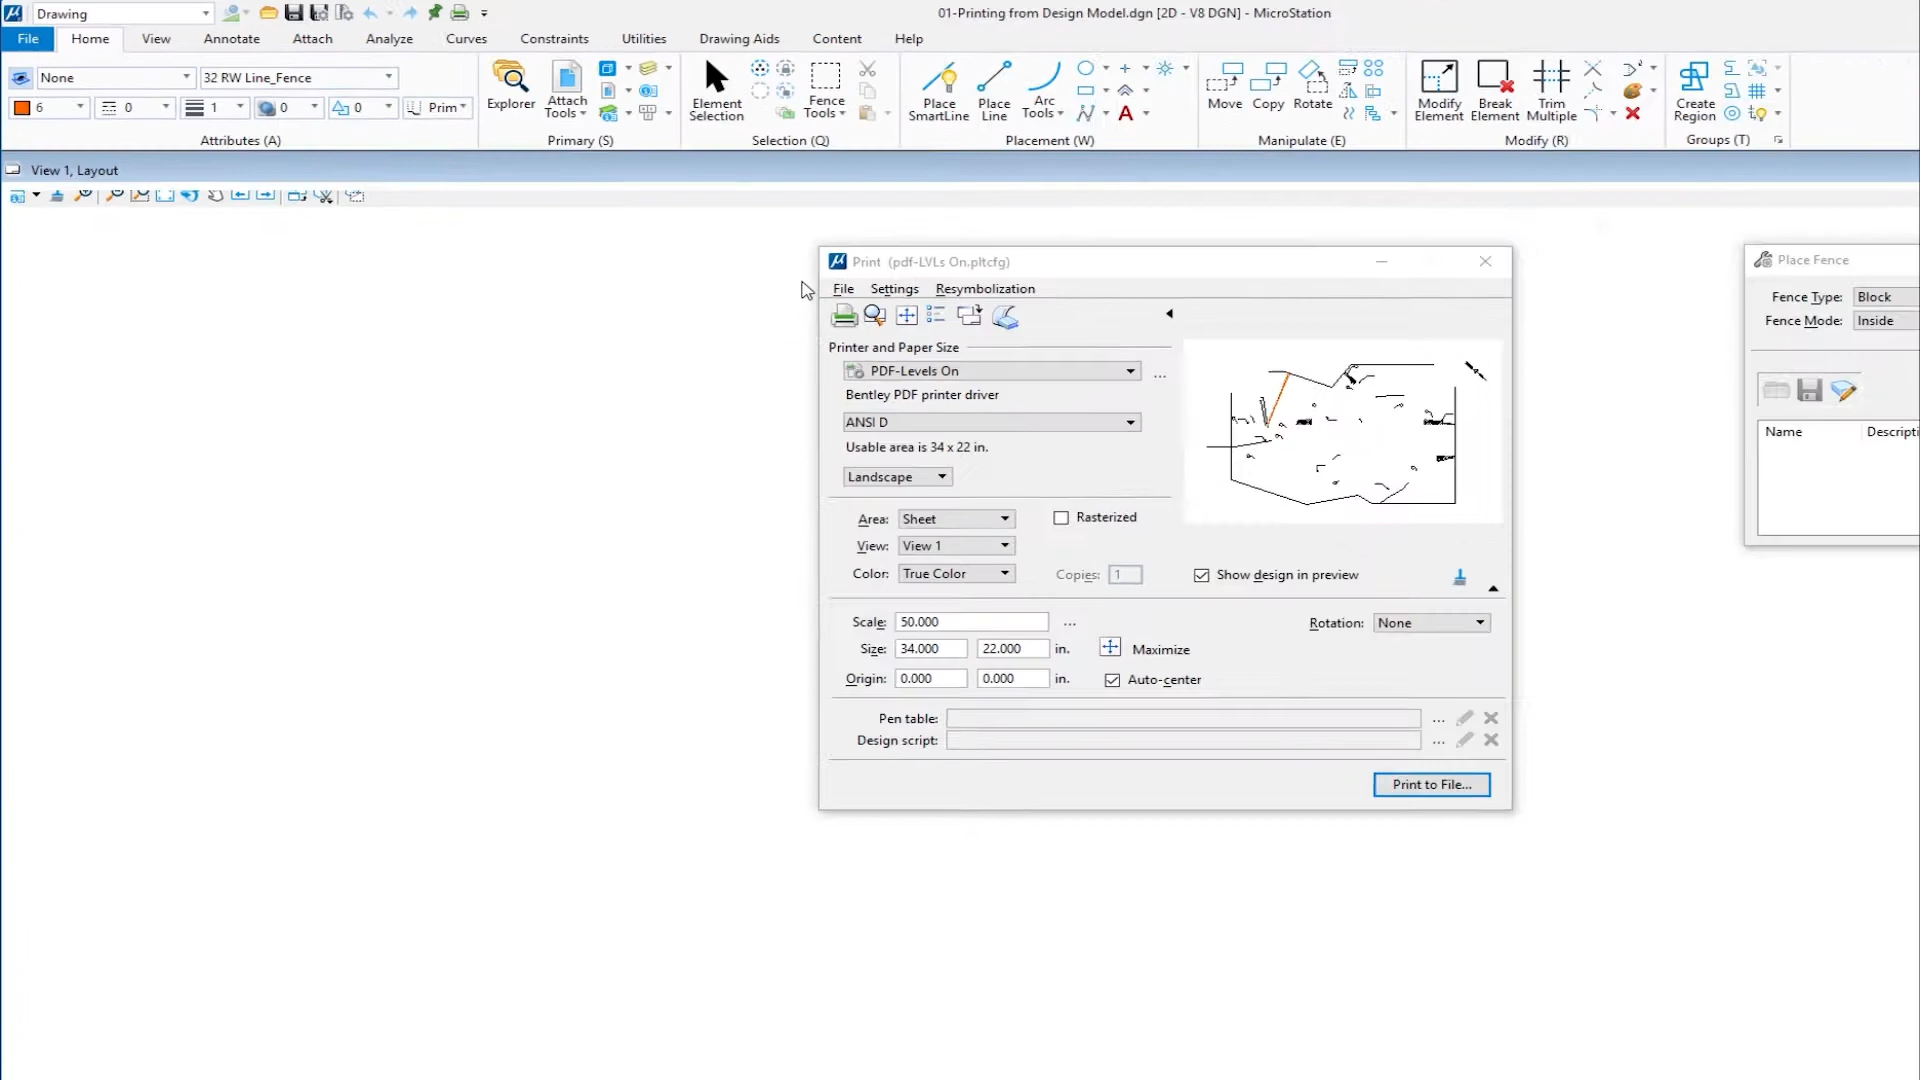 Drawing
01-Printing from Design Model.dgn [2D - V8 DGN] - MicroStation
File Home View Annotate Attach Analyze Curves Constraints Utilities Drawing Aids Content Help
None 32 RW Line_Fence
6 0 1 0 0 Prim
Explorer Attach Tools Element Selection Fence Tools Place SmartLine Place Line Arc Tools Move Copy Rotate Modify Element Break Element Trim Multiple Create Region
Attributes (A) Primary (S) Selection (Q) Placement (W) Manipulate (E) Modify (R) Groups (T)
View 1, Layout
Print (pdf-LVLs On.pltcfg)
File Settings Resymbolization
Printer and Paper Size
PDF-Levels On ...
Bentley PDF printer driver
ANSI D
Usable area is 34 x 22 in.
Landscape
Area: Sheet Rasterized
View: View 1
Color: True Color Copies: 1 Show design in preview
Scale: 50.000 ... Rotation: None
Size: 34.000 22.000 in. Maximize
Origin: 0.000 0.000 in. Auto-center
Pen table: ...
Design script: ...
Print to File...
Place Fence
Fence Type: Block
Fence Mode: Inside
Name Descripti